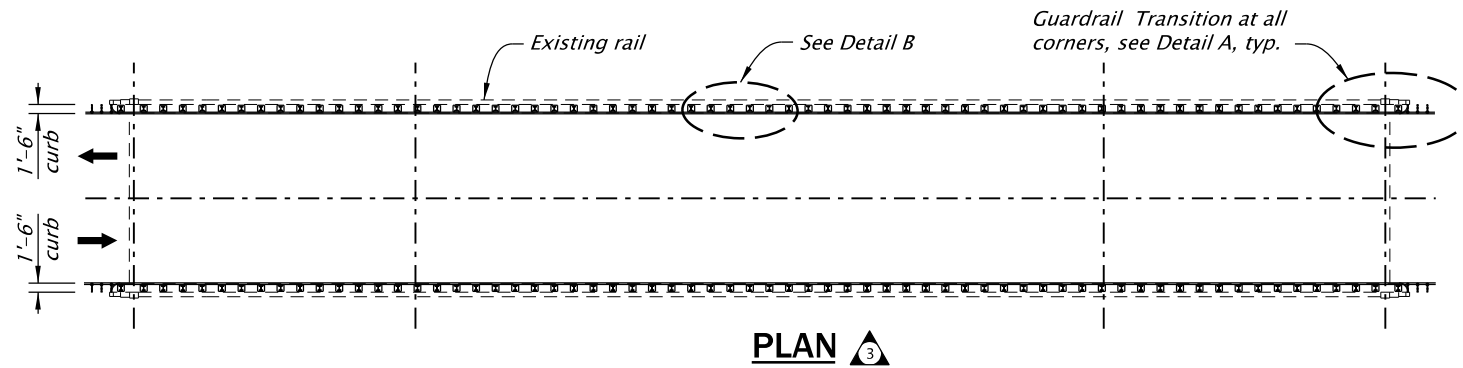 Guardrail Transition at all
corners, see Detail A, typ.
Existing rail
See Detail B
1'-6"
curb
1'-6"
curb
PLAN 3